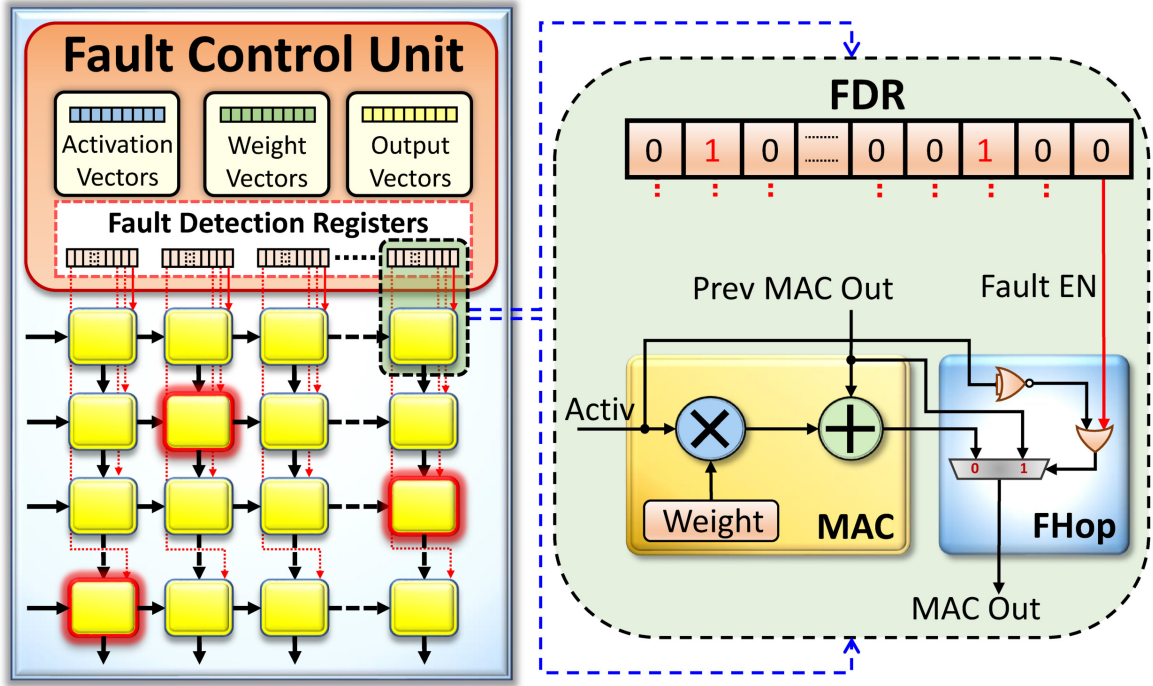 Fault Control Unit
Activation
Vectors
Weight
Vectors
Output
Vectors
Fault Detection Registers
FDR
0 1 0 0 0 1 0 0
Prev MAC Out
Fault EN
Activ
Weight
MAC
0 1
FHop
MAC Out